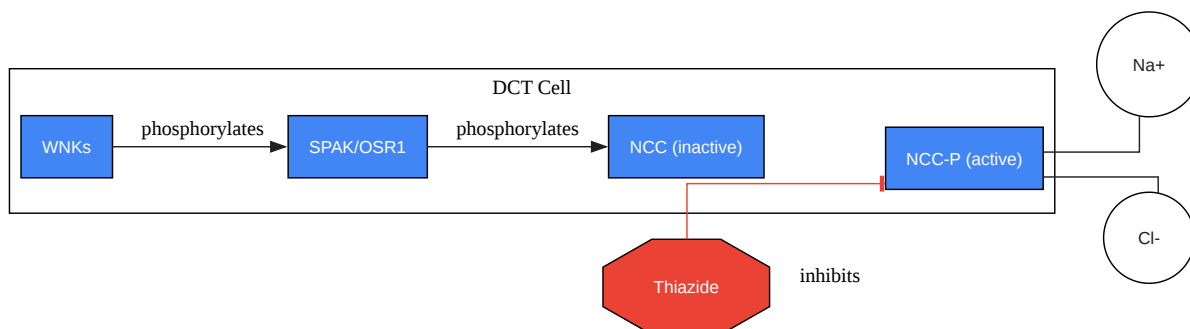 Na+
DCT Cell
phosphorylates
phosphorylates
WNKs
SPAK/OSR1
NCC (inactive)
NCC-P (active)
Cl-
inhibits
Thiazide